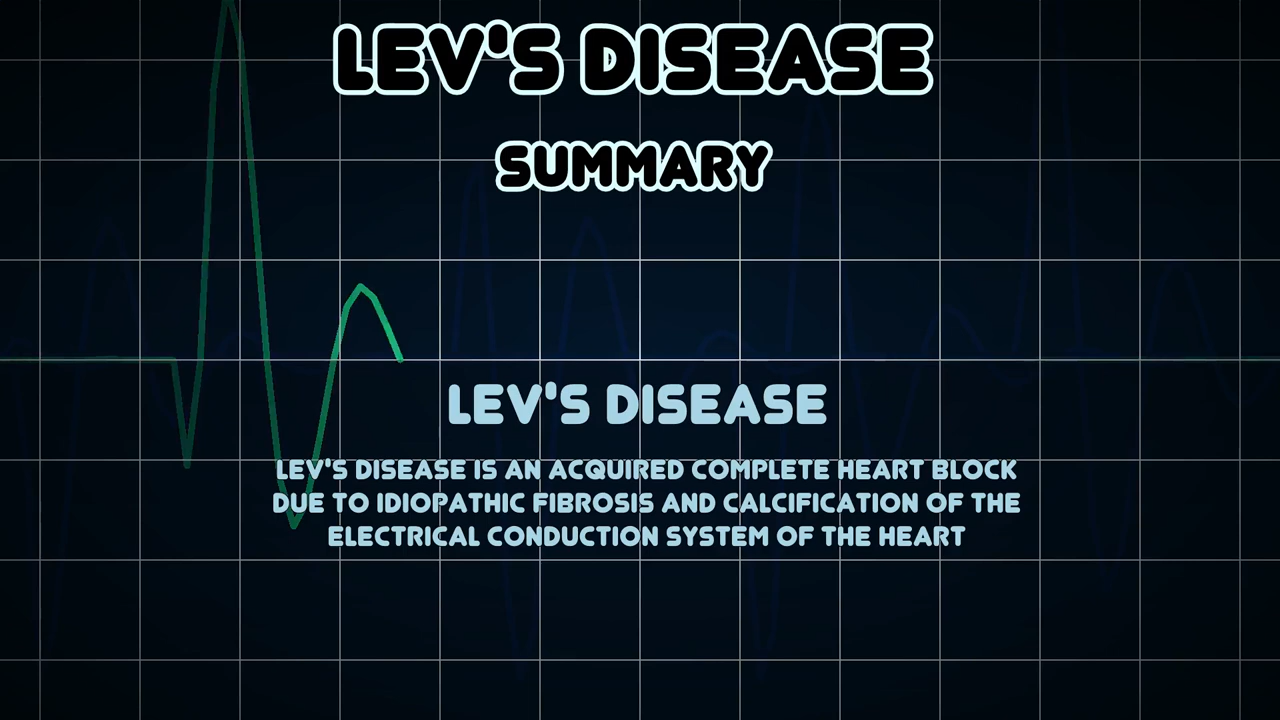 LEV'S DISEASE
SUMMARY
LEV'S DISEASE
LEV'S DISEASE IS AN ACQUIRED COMPLETE HEART BLOCK
DUE TO IDIOPATHIC FIBROSIS AND CALCIFICATION OF THE
ELECTRICAL CONDUCTION SYSTEM OF THE HEART